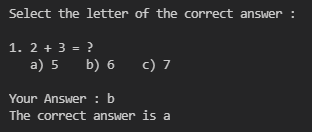 Select the letter of the correct answer :
1. 2 + 3 = ?
a) 5 b) 6 c) 7
Your Answer : b
The correct answer is a